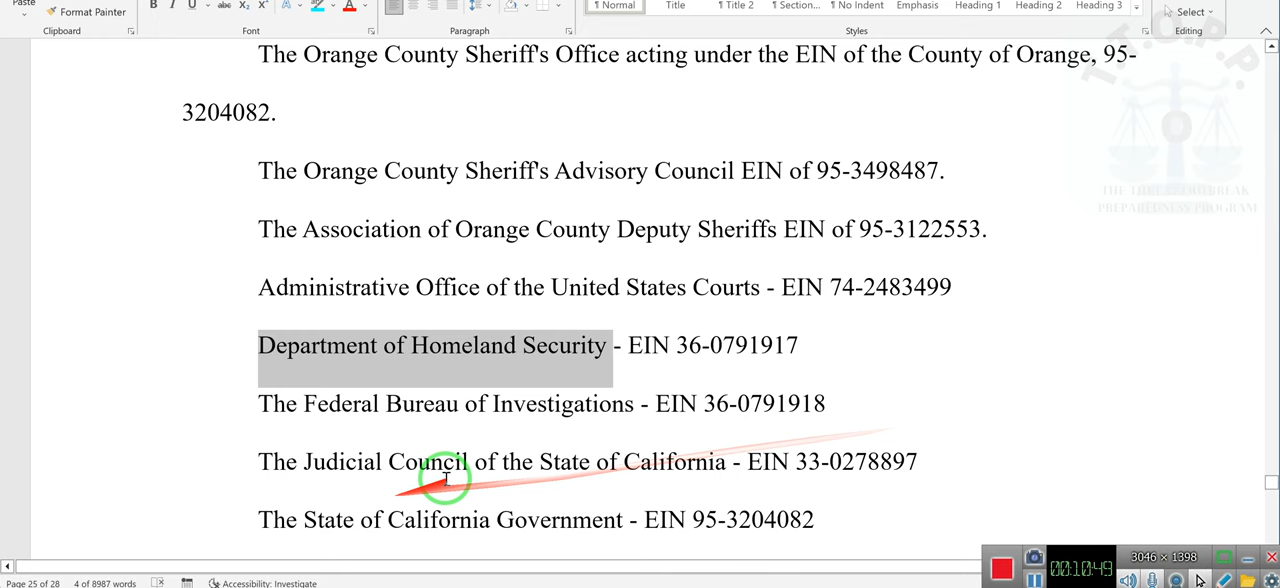 Paste
Format Painter
B I U abc X₂ X² A A
¶ Normal Title ¶ Title 2 ¶ Section... ¶ No Indent Emphasis Heading 1 Heading 2 Heading 3
Select
Clipboard Font Paragraph Styles Editing
The Orange County Sheriff's Office acting under the EIN of the County of Orange, 95-
3204082.
The Orange County Sheriff's Advisory Council EIN of 95-3498487.
The Association of Orange County Deputy Sheriffs EIN of 95-3122553.
Administrative Office of the United States Courts - EIN 74-2483499
Department of Homeland Security - EIN 36-0791917
The Federal Bureau of Investigations - EIN 36-0791918
The Judicial Council of the State of California - EIN 33-0278897
The State of California Government - EIN 95-3204082
T.T.O.P.P.
PREPAREDNESS PROGRAM
00:10:49
3046 × 1398
Page 25 of 28 4 of 8987 words Accessibility: Investigate